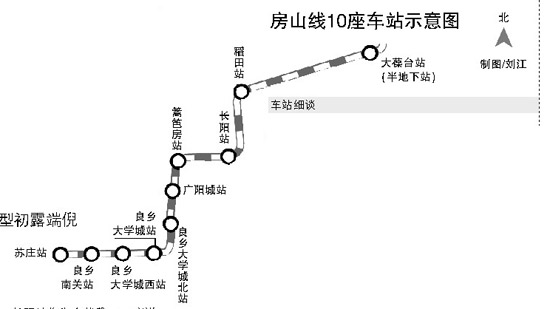 房山线10座车站示意图
北
制图/刘江
大葆台站
(半地下站)
稻田站
车站细谈
长阳站
篱笆房站
广阳城站
型初露端倪
良乡
大学城站
良乡大学城北站
苏庄站
良乡
南关站
良乡
大学城西站